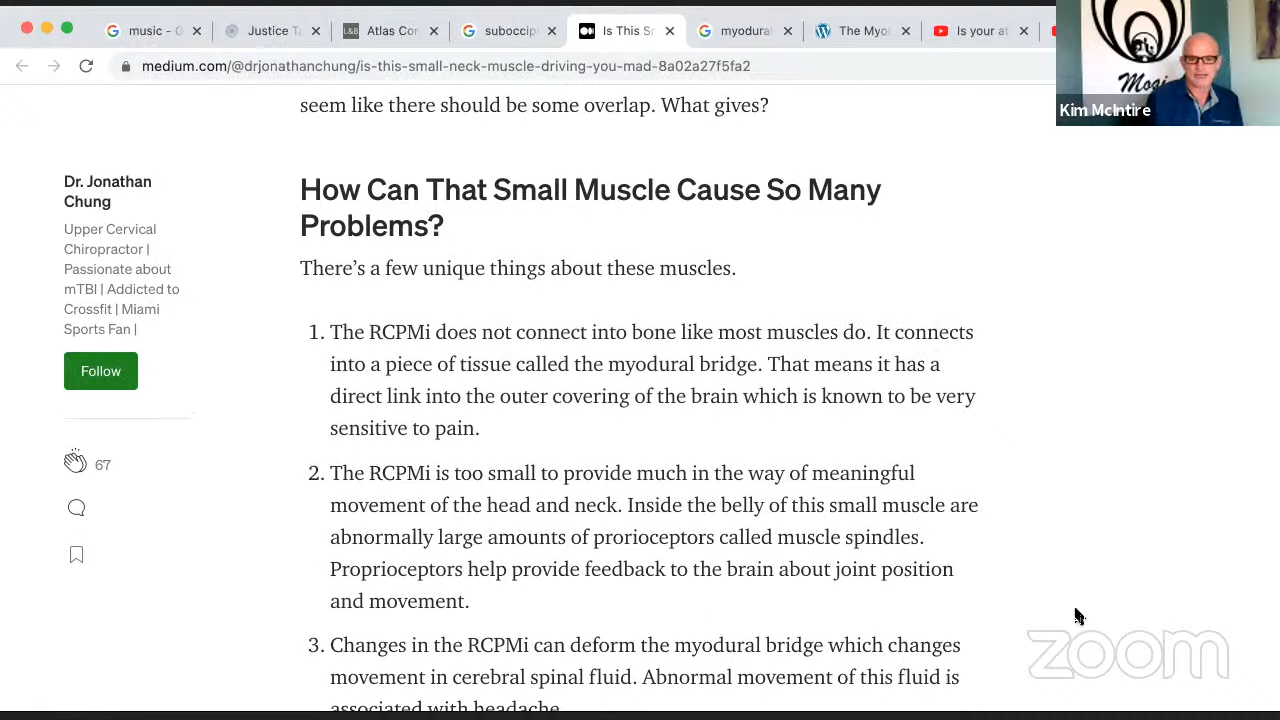 music - G
Justice Ta
L&B
Atlas Cor
suboccip
Is This Sm
myodural
The Myod
Is your at
medium.com/@drjonathanchung/is-this-small-neck-muscle-driving-you-mad-8a02a27f5fa2
Kim McIntire
seem like there should be some overlap. What gives?
Dr. Jonathan
Chung
Upper Cervical
Chiropractor |
Passionate about
mTBI | Addicted to
Crossfit | Miami
Sports Fan |
Follow
67
How Can That Small Muscle Cause So Many
Problems?
There’s a few unique things about these muscles.
1. The RCPMi does not connect into bone like most muscles do. It connects
into a piece of tissue called the myodural bridge. That means it has a
direct link into the outer covering of the brain which is known to be very
sensitive to pain.
2. The RCPMi is too small to provide much in the way of meaningful
movement of the head and neck. Inside the belly of this small muscle are
abnormally large amounts of prorioceptors called muscle spindles.
Proprioceptors help provide feedback to the brain about joint position
and movement.
3. Changes in the RCPMi can deform the myodural bridge which changes
movement in cerebral spinal fluid. Abnormal movement of this fluid is
associated with headache
zoom